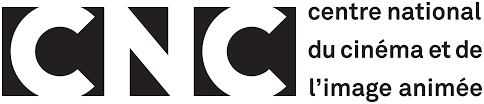 CNC
centre national
du cinéma et de
l'image animée